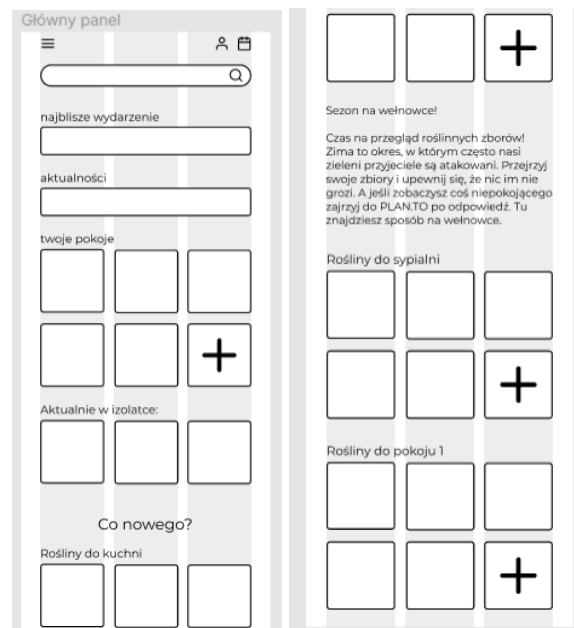 Główny panel
najblisze wydarzenie
aktualności
twoje pokoje
Aktualnie w izolatce:
Co nowego?
Rośliny do kuchni
Sezon na wełnowce!
Czas na przegląd roślinnych zborów!
Zima to okres, w którym często nasi
zieleni przyjeciele są atakowani. Przejrzyj
swoje zbiory i upewnij się, że nic im nie
grozi. A jeśli zobaczysz coś niepokojącego
zajrzyj do PLAN.TO po odpowiedź. Tu
znajdziesz sposób na wełnowce.
Rośliny do sypialni
Rośliny do pokoju 1